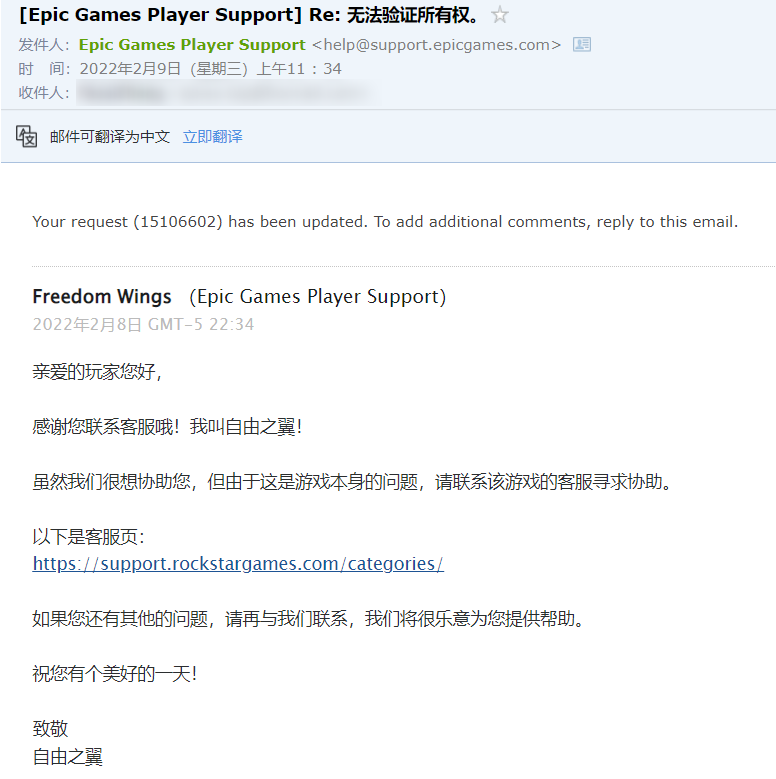 [Epic Games Player Support] Re: 无法验证所有权。
发件人：Epic Games Player Support <help@support.epicgames.com>
时 间：2022年2月9日（星期三）上午11：34
收件人：
邮件可翻译为中文 立即翻译
Your request (15106602) has been updated. To add additional comments, reply to this email.
Freedom Wings (Epic Games Player Support)
2022年2月8日 GMT-5 22:34
亲爱的玩家您好，
感谢您联系客服哦！我叫自由之翼！
虽然我们很想协助您，但由于这是游戏本身的问题，请联系该游戏的客服寻求协助。
以下是客服页：
https://support.rockstargames.com/categories/
如果您还有其他的问题，请再与我们联系，我们将很乐意为您提供帮助。
祝您有个美好的一天！
致敬
自由之翼